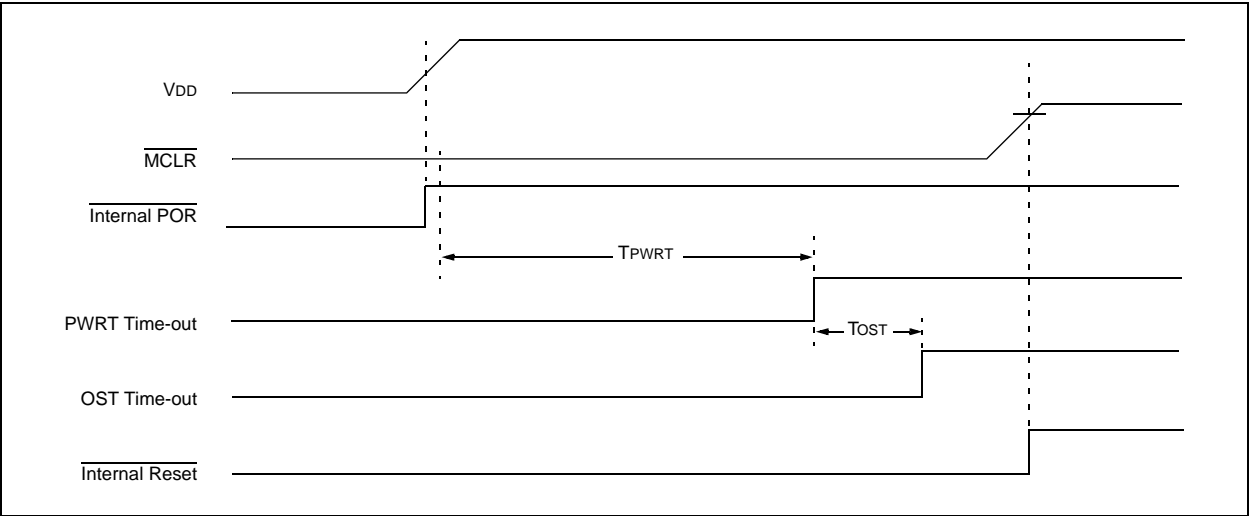 VDD
MCLR
Internal POR
TPWRT
PWRT Time-out
TOST
OST Time-out
Internal Reset